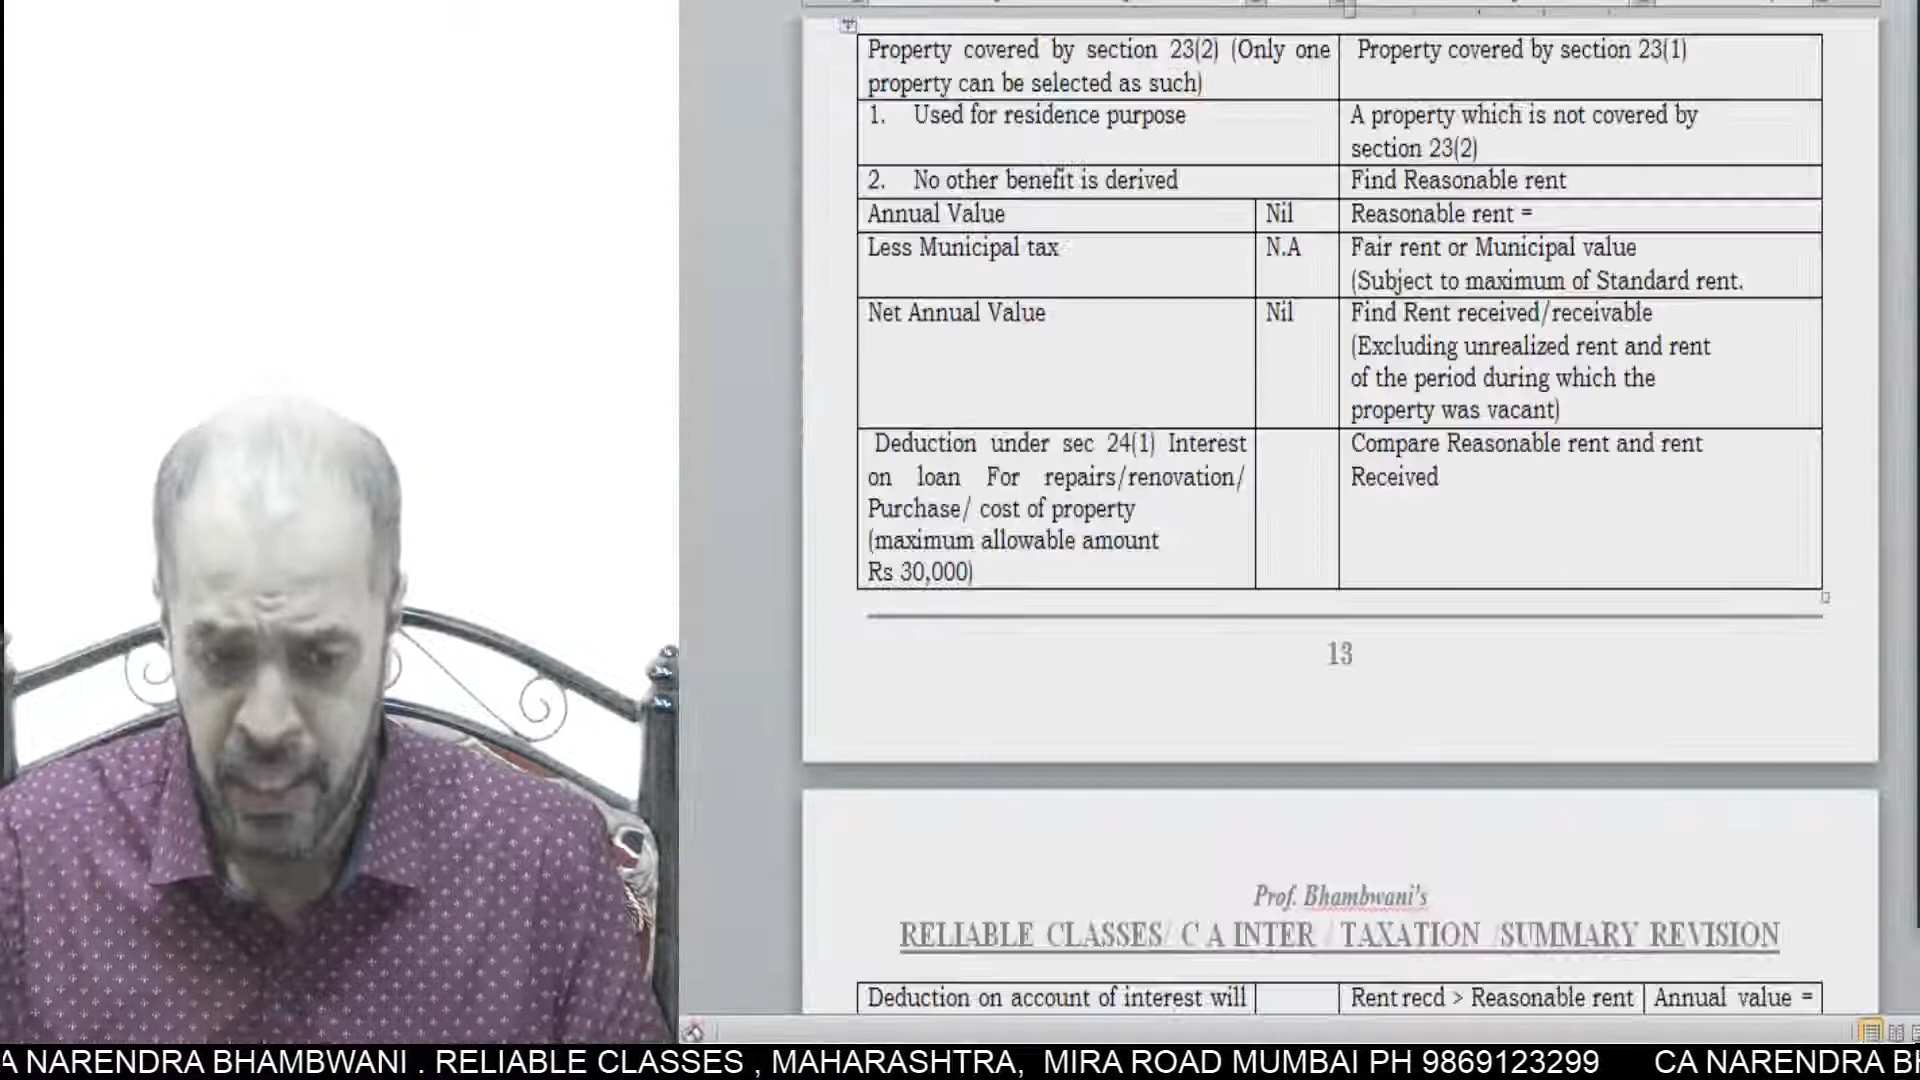 Property covered by section 23(2) (Only one
property can be selected as such)
Property covered by section 23(1)
1. Used for residence purpose
A property which is not covered by
section 23(2)
2. No other benefit is derived
Find Reasonable rent
Annual Value
Nil
Reasonable rent =
Less Municipal tax
N.A
Fair rent or Municipal value
(Subject to maximum of Standard rent.
Net Annual Value
Nil
Find Rent received/receivable
(Excluding unrealized rent and rent
of the period during which the
property was vacant)
Deduction under sec 24(1) Interest
on loan For repairs/renovation/
Purchase/ cost of property
(maximum allowable amount
Rs 30,000)
Compare Reasonable rent and rent
Received
13
Prof. Bhambwani's
RELIABLE CLASSES/ C A INTER / TAXATION /SUMMARY REVISION
Deduction on account of interest will
Rent recd > Reasonable rent
Annual value =
A NARENDRA BHAMBWANI . RELIABLE CLASSES , MAHARASHTRA, MIRA ROAD MUMBAI PH 9869123299 CA NARENDRA BH